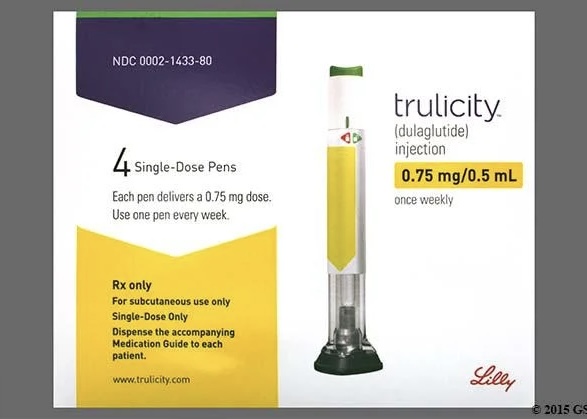 NDC 0002-1433-80
4 Single-Dose Pens
Each pen delivers a 0.75 mg dose.
Use one pen every week.
Rx only
For subcutaneous use only
Single-Dose Only
Dispense the accompanying
Medication Guide to each
patient.
www.trulicity.com
trulicity™
(dulaglutide)
injection
0.75 mg/0.5 mL
once weekly
Lilly
© 2015 GS